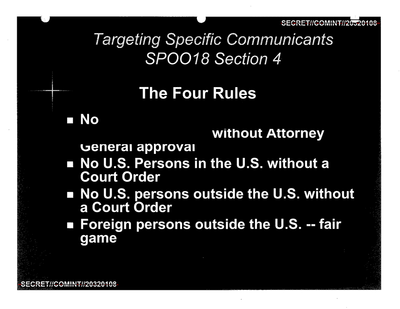 SECRET//COMINT//20320108
Targeting Specific Communicants
SPOO18 Section 4
The Four Rules
■ No
without Attorney
General approval
■ No U.S. Persons in the U.S. without a
Court Order
■ No U.S. persons outside the U.S. without
a Court Order
■ Foreign persons outside the U.S. -- fair
game
SECRET//COMINT//20320108